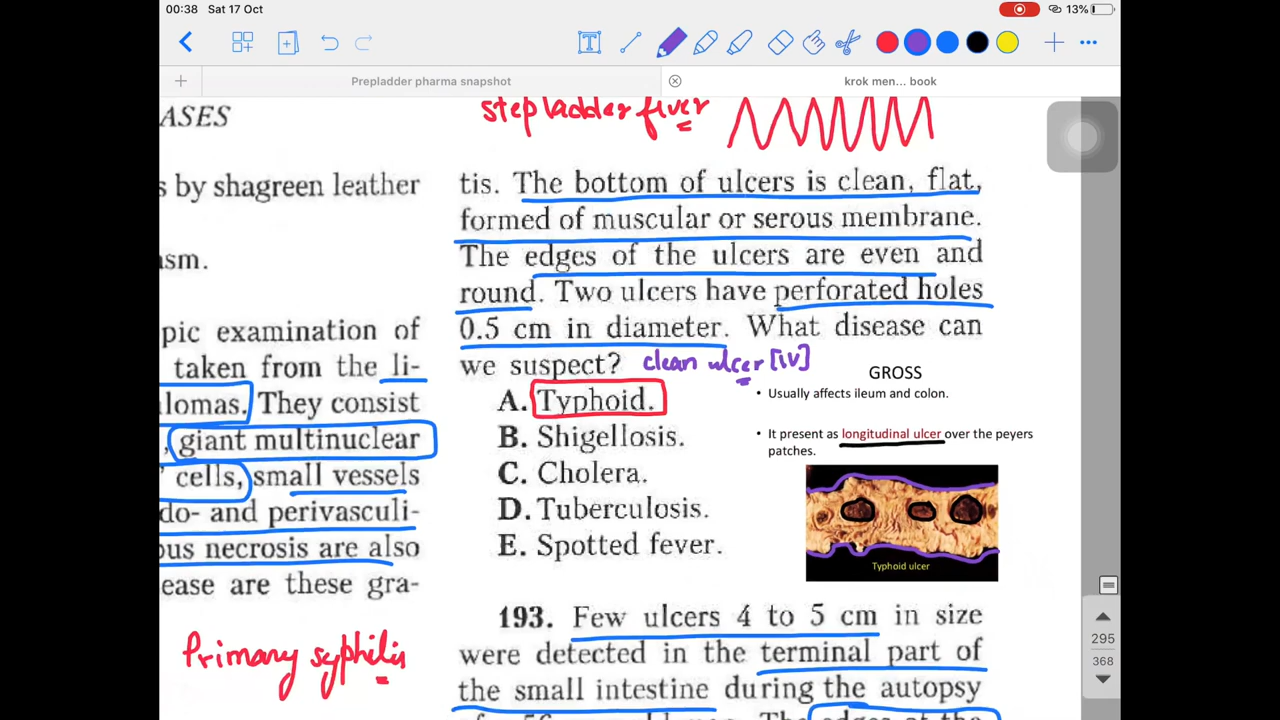 00:38 Sat 17 Oct
13%
Prepladder pharma snapshot
krok men... book
ASES
stepladder fever
s by shagreen leather
asm.
pic examination of
taken from the li-
lomas. They consist
, giant multinuclear
cells, small vessels
do- and perivasculi-
ous necrosis are also
ease are these gra-
Primary syphilis
tis. The bottom of ulcers is clean, flat,
formed of muscular or serous membrane.
The edges of the ulcers are even and
round. Two ulcers have perforated holes
0.5 cm in diameter. What disease can
we suspect? clean ulcer [IV]
A. Typhoid.
B. Shigellosis.
C. Cholera.
D. Tuberculosis.
E. Spotted fever.
GROSS
• Usually affects ileum and colon.
• It present as longitudinal ulcer over the peyers
patches.
Typhoid ulcer
193. Few ulcers 4 to 5 cm in size
were detected in the terminal part of
the small intestine during the autopsy
295
368